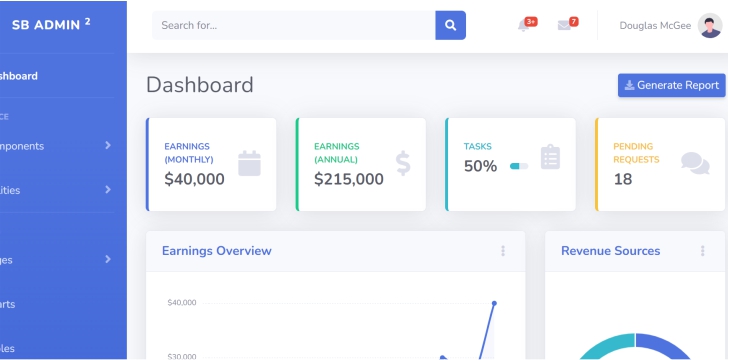 SB ADMIN 2
Search for...
3+
7
Douglas McGee
shboard
Dashboard
Generate Report
CE
mponents
EARNINGS
(MONTHLY)
$40,000
EARNINGS
(ANNUAL)
$215,000
TASKS
50%
PENDING
REQUESTS
18
ities
Earnings Overview
Revenue Sources
ges
$40,000
arts
$30,000
les